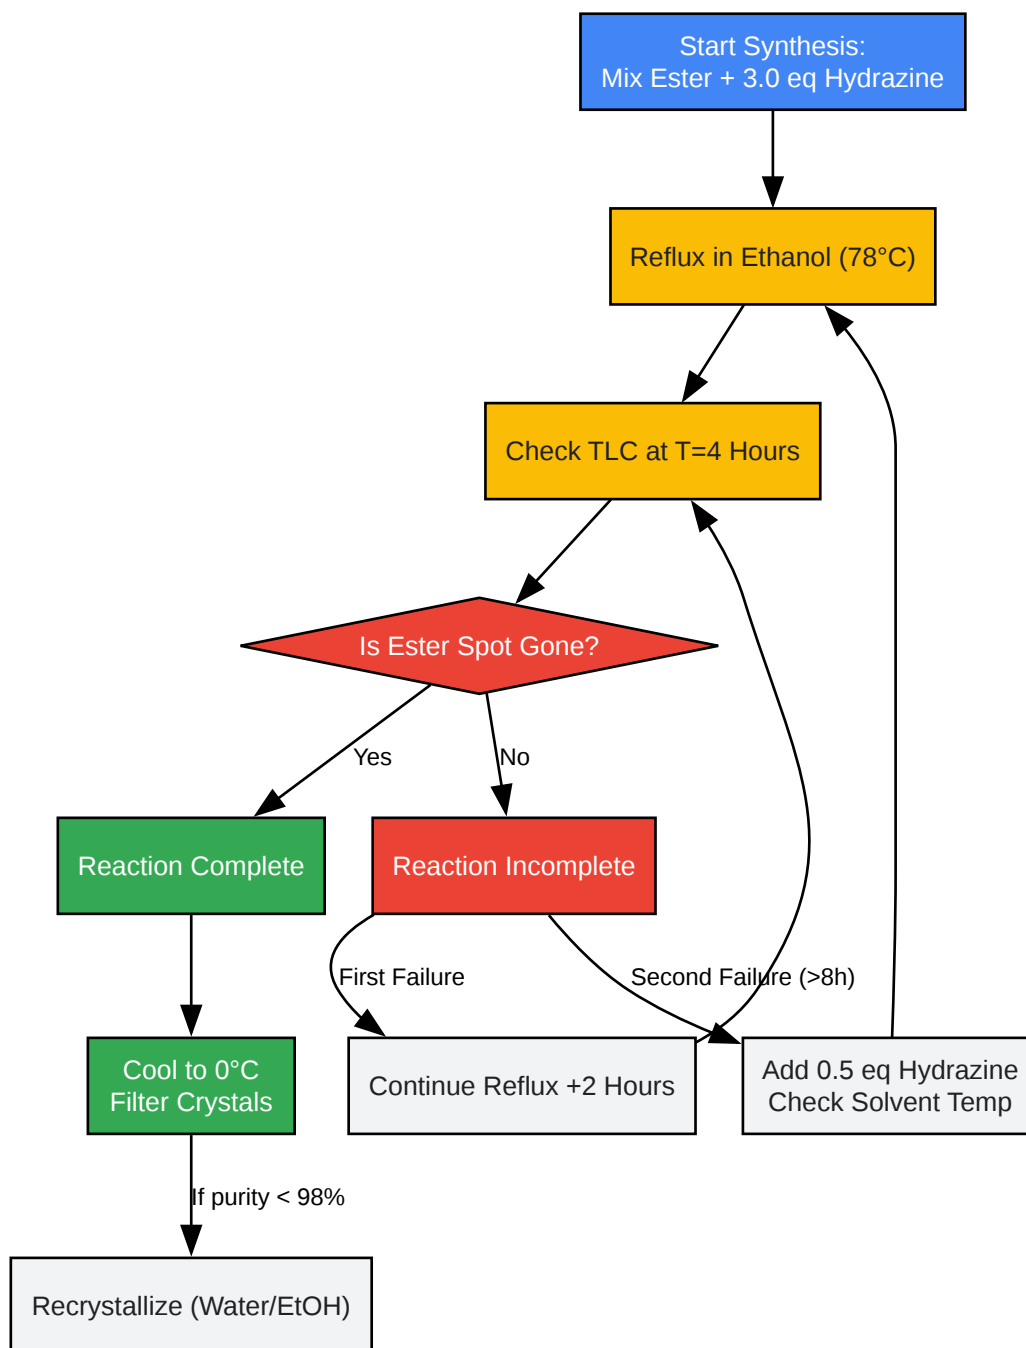 Start Synthesis:
Mix Ester + 3.0 eq Hydrazine
Reflux in Ethanol (78°C)
Check TLC at T=4 Hours
Is Ester Spot Gone?
Yes
No
Reaction Complete
Reaction Incomplete
First Failure
Second Failure (>8h)
Cool to 0°C
Filter Crystals
Continue Reflux +2 Hours
Add 0.5 eq Hydrazine
Check Solvent Temp
If purity < 98%
Recrystallize (Water/EtOH)